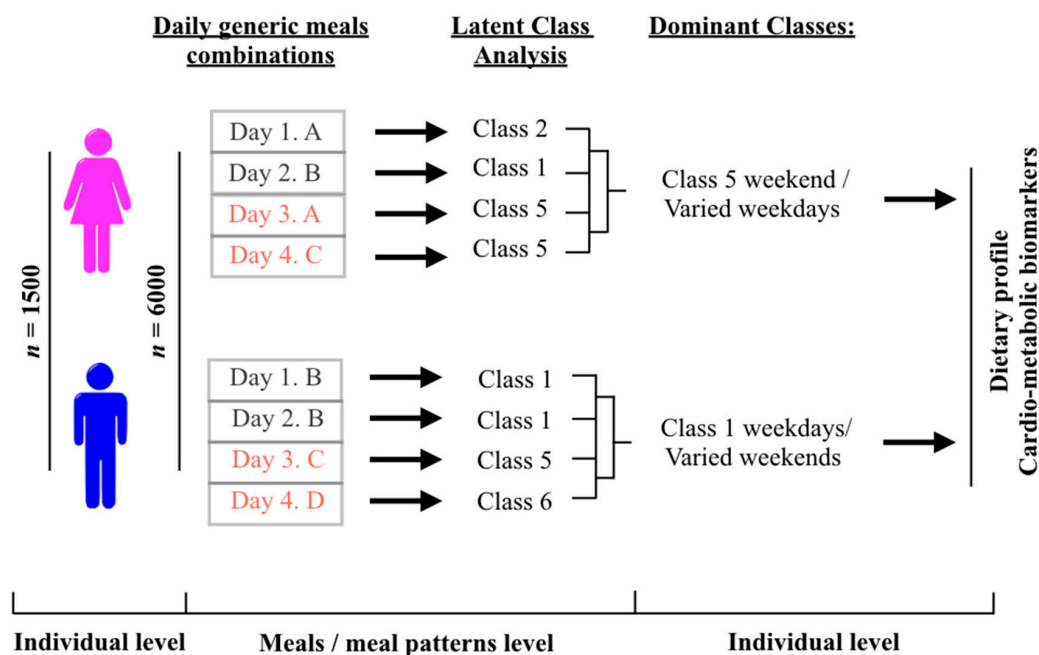 Daily generic meals
combinations
Latent Class
Analysis
Dominant Classes:
n = 1500
n = 6000
Day 1. A
Day 2. B
Day 3. A
Day 4. C
Class 2
Class 1
Class 5
Class 5
Class 5 weekend /
Varied weekdays
Day 1. B
Day 2. B
Day 3. C
Day 4. D
Class 1
Class 1
Class 5
Class 6
Class 1 weekdays/
Varied weekends
Dietary profile
Cardio-metabolic biomarkers
Individual level
Meals / meal patterns level
Individual level